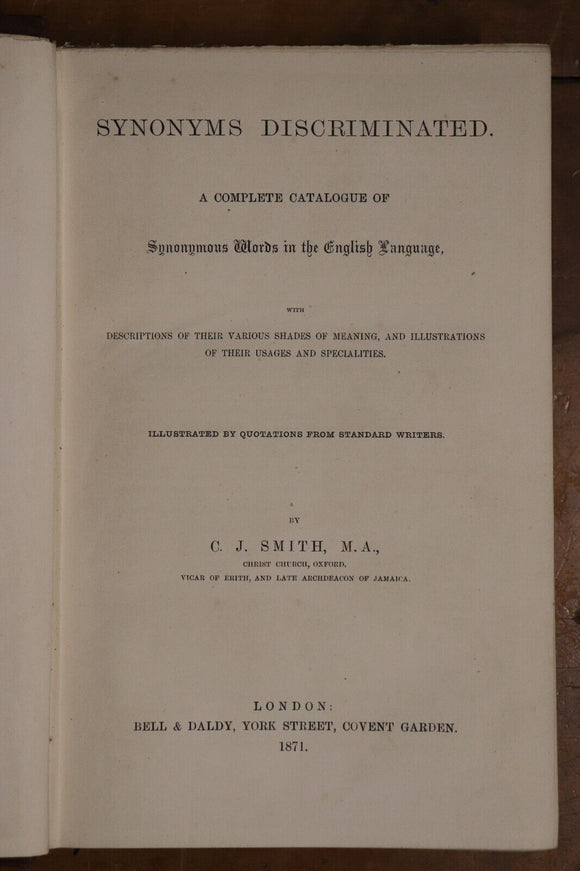 SYNONYMS DISCRIMINATED.
A COMPLETE CATALOGUE OF
Synonymous Words in the English Language,
WITH
DESCRIPTIONS OF THEIR VARIOUS SHADES OF MEANING, AND ILLUSTRATIONS
OF THEIR USAGES AND SPECIALITIES.
ILLUSTRATED BY QUOTATIONS FROM STANDARD WRITERS.
BY
C. J. SMITH, M.A.,
CHRIST CHURCH, OXFORD,
VICAR OF ERITH, AND LATE ARCHDEACON OF JAMAICA.
LONDON:
BELL & DALDY, YORK STREET, COVENT GARDEN.
1871.